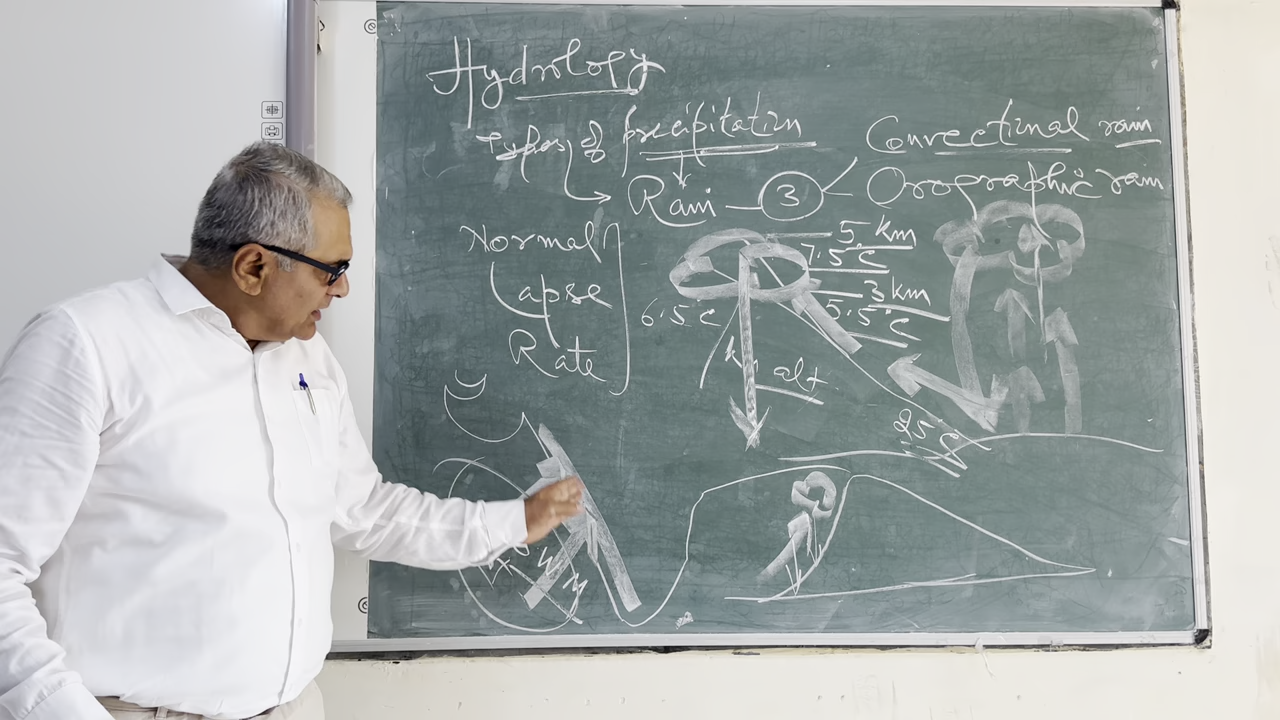 Hydrology
Types of precipitation
Rain 3
Convectional rain
Orographic rain
Normal
Lapse
Rate
5 km
7.5°C
3 km
5.5°C
6.5°C
alt
25°C